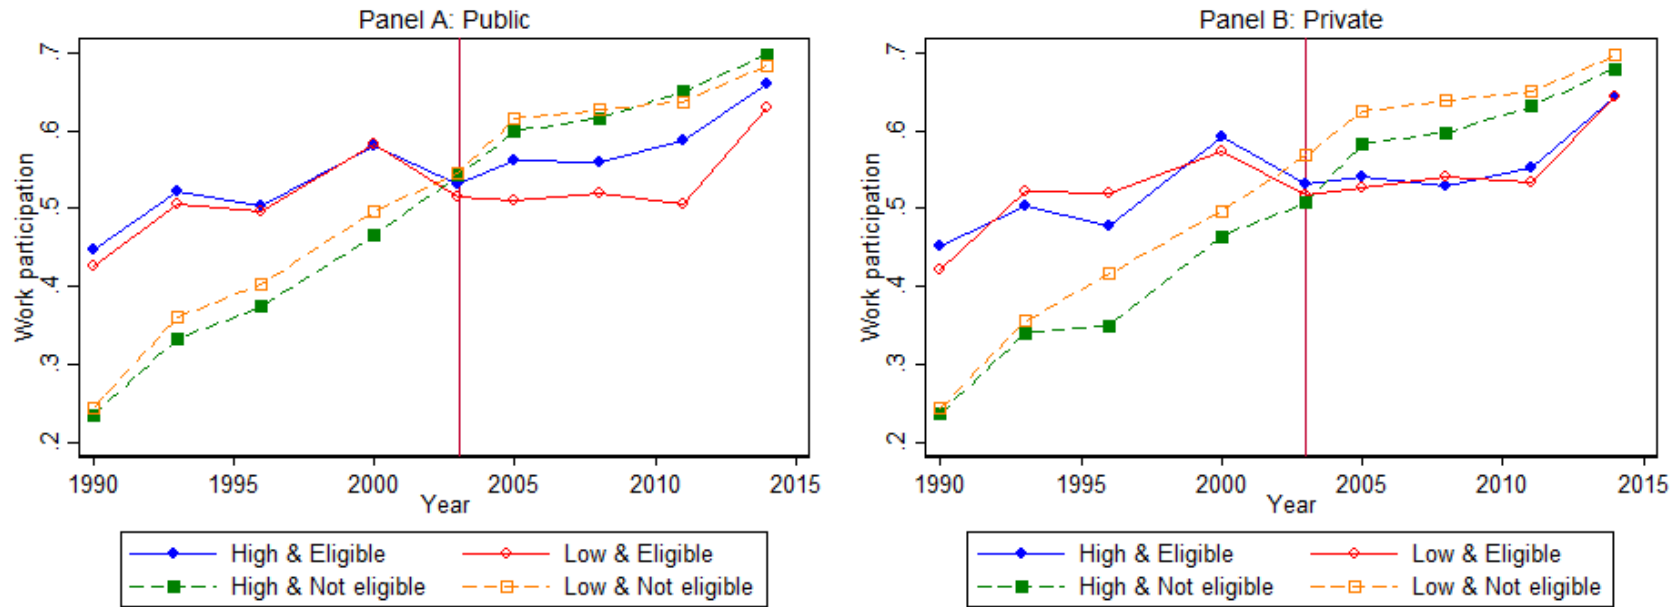 Panel A: Public
Work participation
.7
.6
.5
.4
.3
.2
1990 1995 2000 2005 2010 2015
Year
High & Eligible Low & Eligible
High & Not eligible Low & Not eligible
Panel B: Private
Work participation
.7
.6
.5
.4
.3
.2
1990 1995 2000 2005 2010 2015
Year
High & Eligible Low & Eligible
High & Not eligible Low & Not eligible